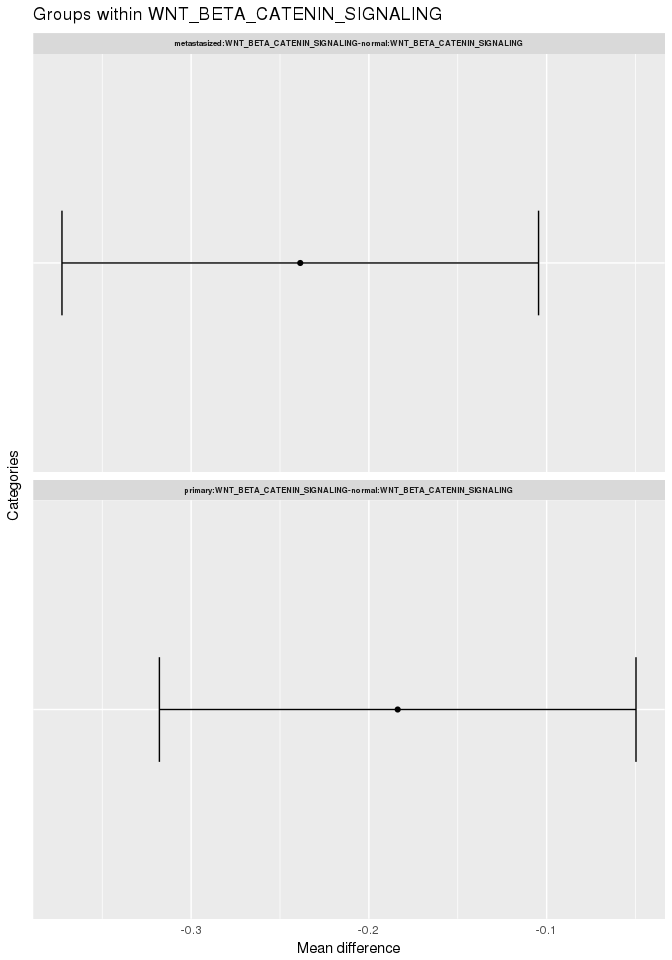 Groups within WNT_BETA_CATENIN_SIGNALING
metastasized:WNT_BETA_CATENIN_SIGNALING-normal:WNT_BETA_CATENIN_SIGNALING
Categories
primary:WNT_BETA_CATENIN_SIGNALING-normal:WNT_BETA_CATENIN_SIGNALING
-0.3 -0.2 -0.1
Mean difference